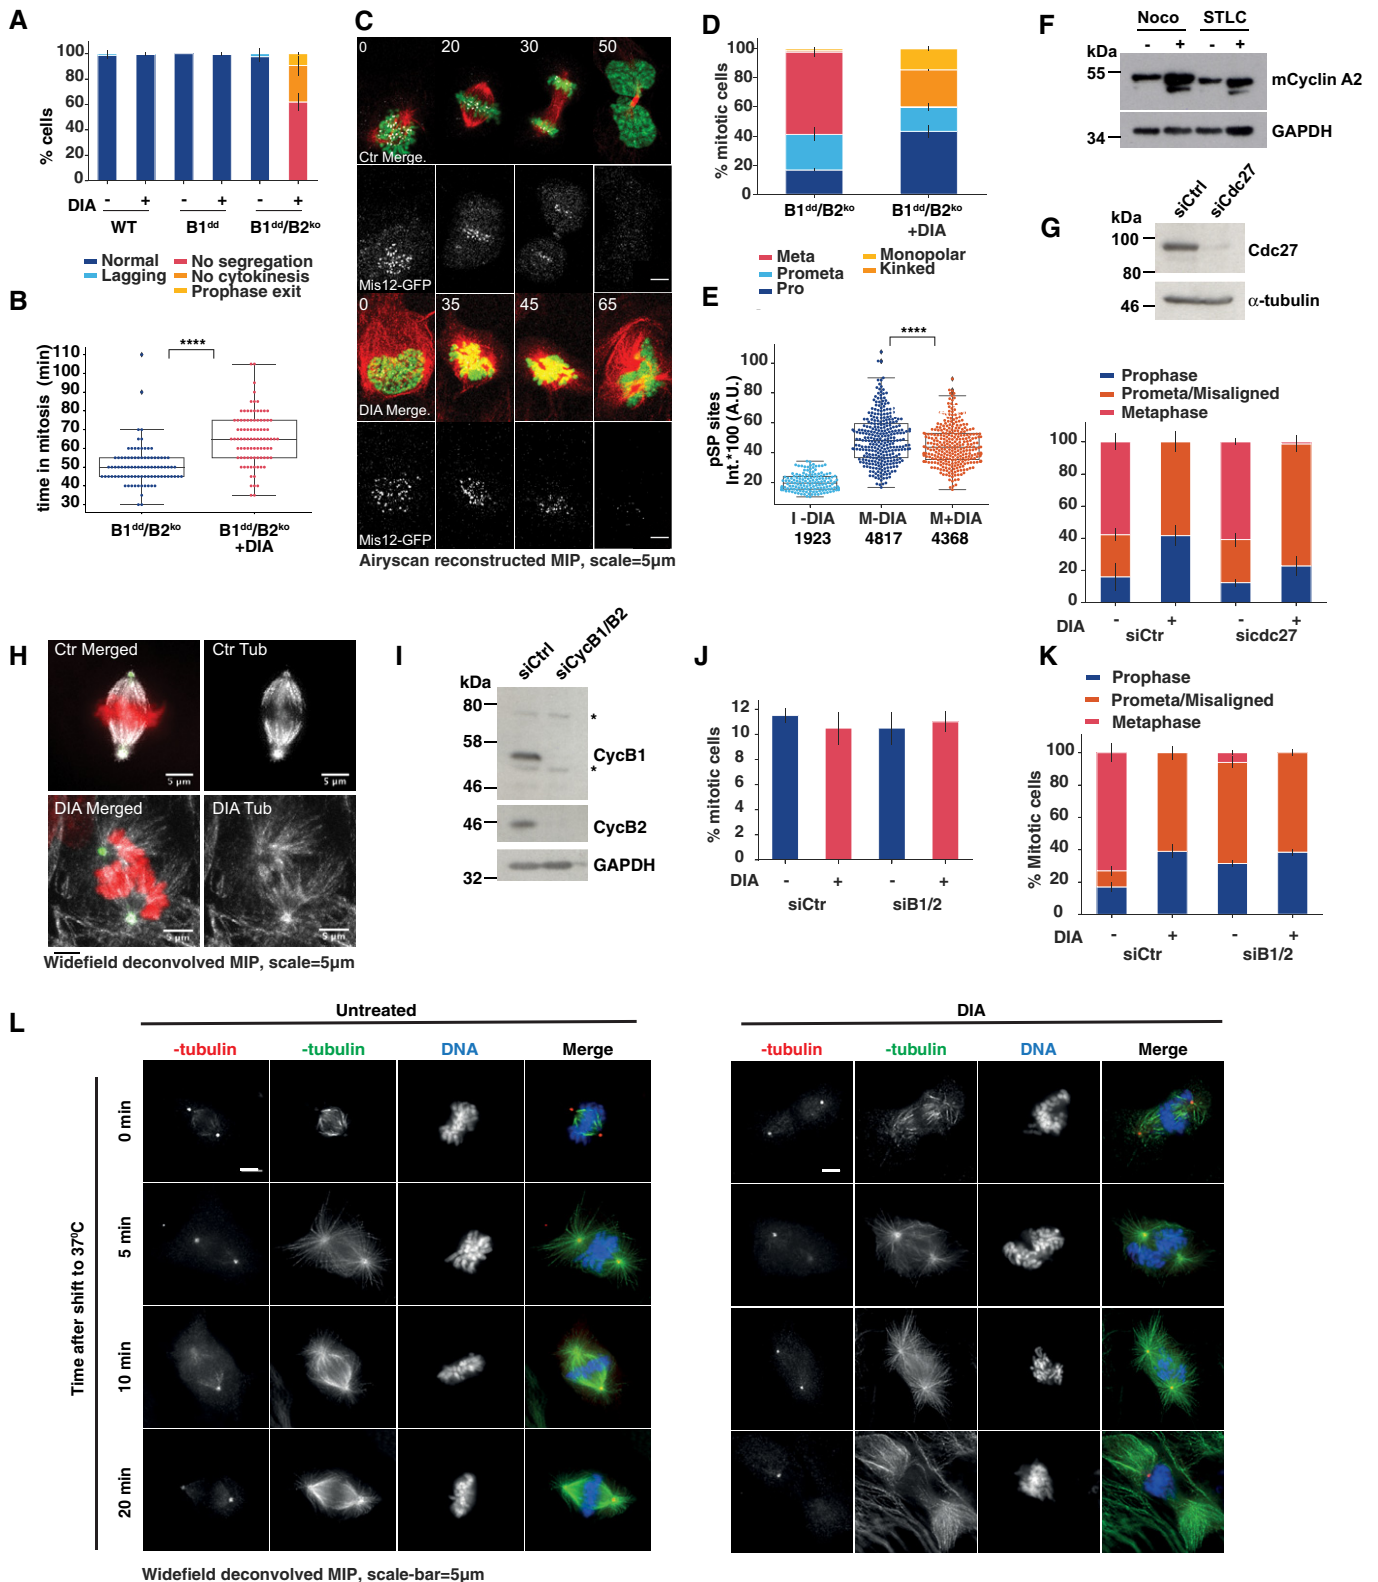 A
100
80
60
40
20
0
% cells
DIA - + - + - +
WT B1dd B1dd/B2ko
Normal
Lagging
No segregation
No cytokinesis
Prophase exit
B
110
100
90
80
70
60
50
40
30
time in mitosis (min)
****
B1dd/B2ko
B1dd/B2ko
+DIA
C
0 20 30 50
Ctr Merge.
Mis12-GFP
0 35 45 65
DIA Merge.
Mis12-GFP
Airyscan reconstructed MIP, scale=5µm
D
100
80
60
40
20
0
% mitotic cells
B1dd/B2ko
B1dd/B2ko
+DIA
Meta
Prometa
Pro
Monopolar
Kinked
E
100
80
60
40
20
pSP sites
Int.*100 (A.U.)
****
I -DIA M-DIA M+DIA
1923 4817 4368
F
Noco STLC
- + - +
kDa
55
34
mCyclin A2
GAPDH
G
siCtrl siCdc27
kDa
100
80
46
Cdc27
α-tubulin
Prophase
Prometa/Misaligned
Metaphase
100
80
60
40
20
0
DIA - + - +
siCtr sicdc27
H
Ctr Merged
Ctr Tub
5 µm
5 µm
DIA Merged
DIA Tub
5 µm
5 µm
Widefield deconvolved MIP, scale=5µm
I
siCtrl siCycB1/B2
kDa
80
58
46
46
32
*
CycB1
*
CycB2
GAPDH
J
12
10
8
6
4
2
0
% mitotic cells
DIA - + - +
siCtr siB1/2
K
Prophase
Prometa/Misaligned
Metaphase
100
80
60
40
20
0
% Mitotic cells
DIA - + - +
siCtr siB1/2
L
Untreated
-tubulin -tubulin DNA Merge
DIA
-tubulin -tubulin DNA Merge
Time after shift to 37⁰C
0 min
5 min
10 min
20 min
Widefield deconvolved MIP, scale-bar=5µm